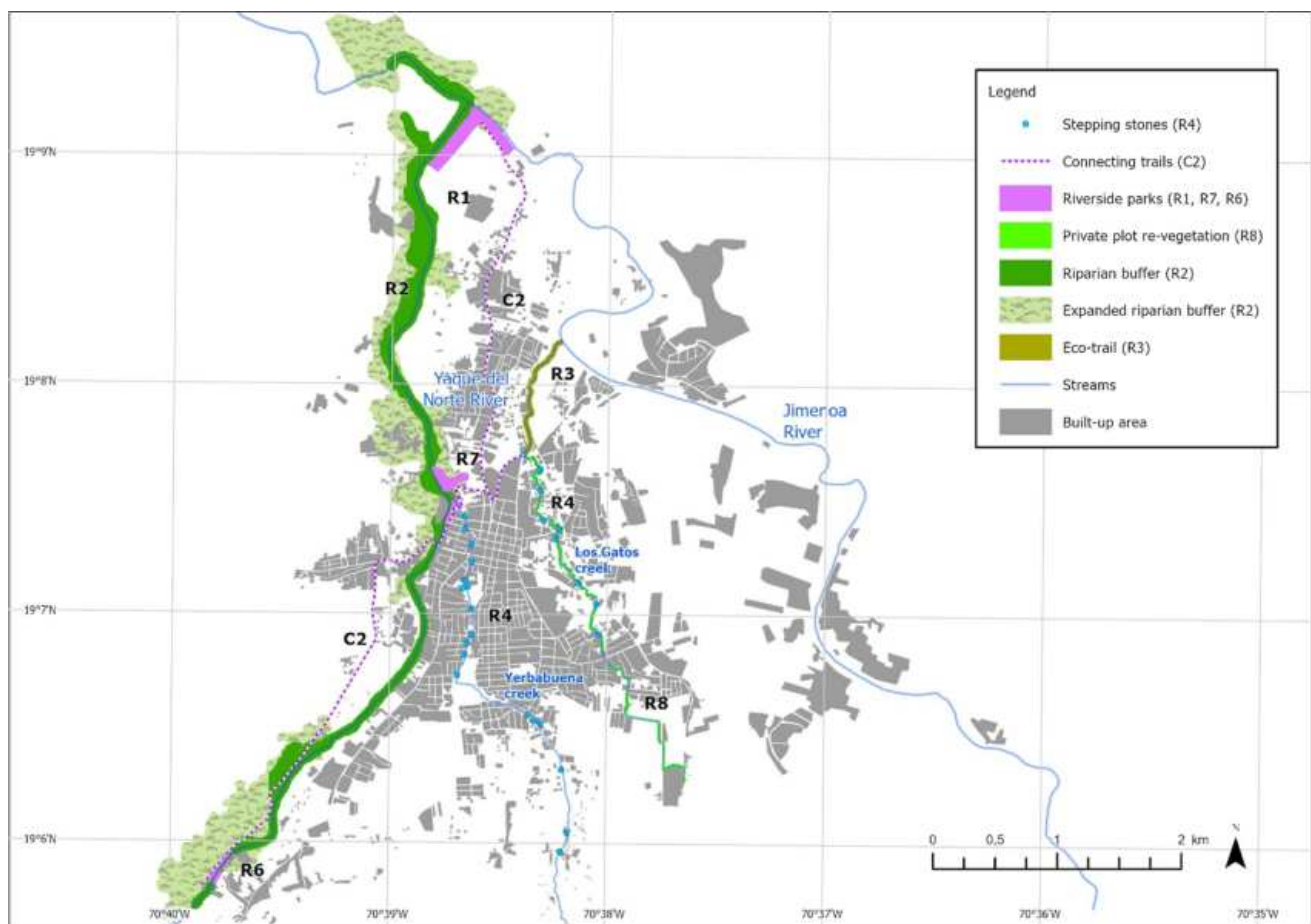 Legend
Stepping stones (R4)
Connecting trails (C2)
Riverside parks (R1, R7, R6)
Private plot re-vegetation (R8)
Riparian buffer (R2)
Expanded riparian buffer (R2)
Eco-trail (R3)
Streams
Built-up area
19°9'N
R1
R2
C2
19°8'N
R3
Yaque del
Norte River
Jimenoa
River
R7
R4
Los Gatos
creek
19°7'N
R4
C2
Yerbabuena
creek
R8
19°6'N
R6
0 0,5 1 2 km
N
70°40'W 70°39'W 70°38'W 70°37'W 70°36'W 70°35'W